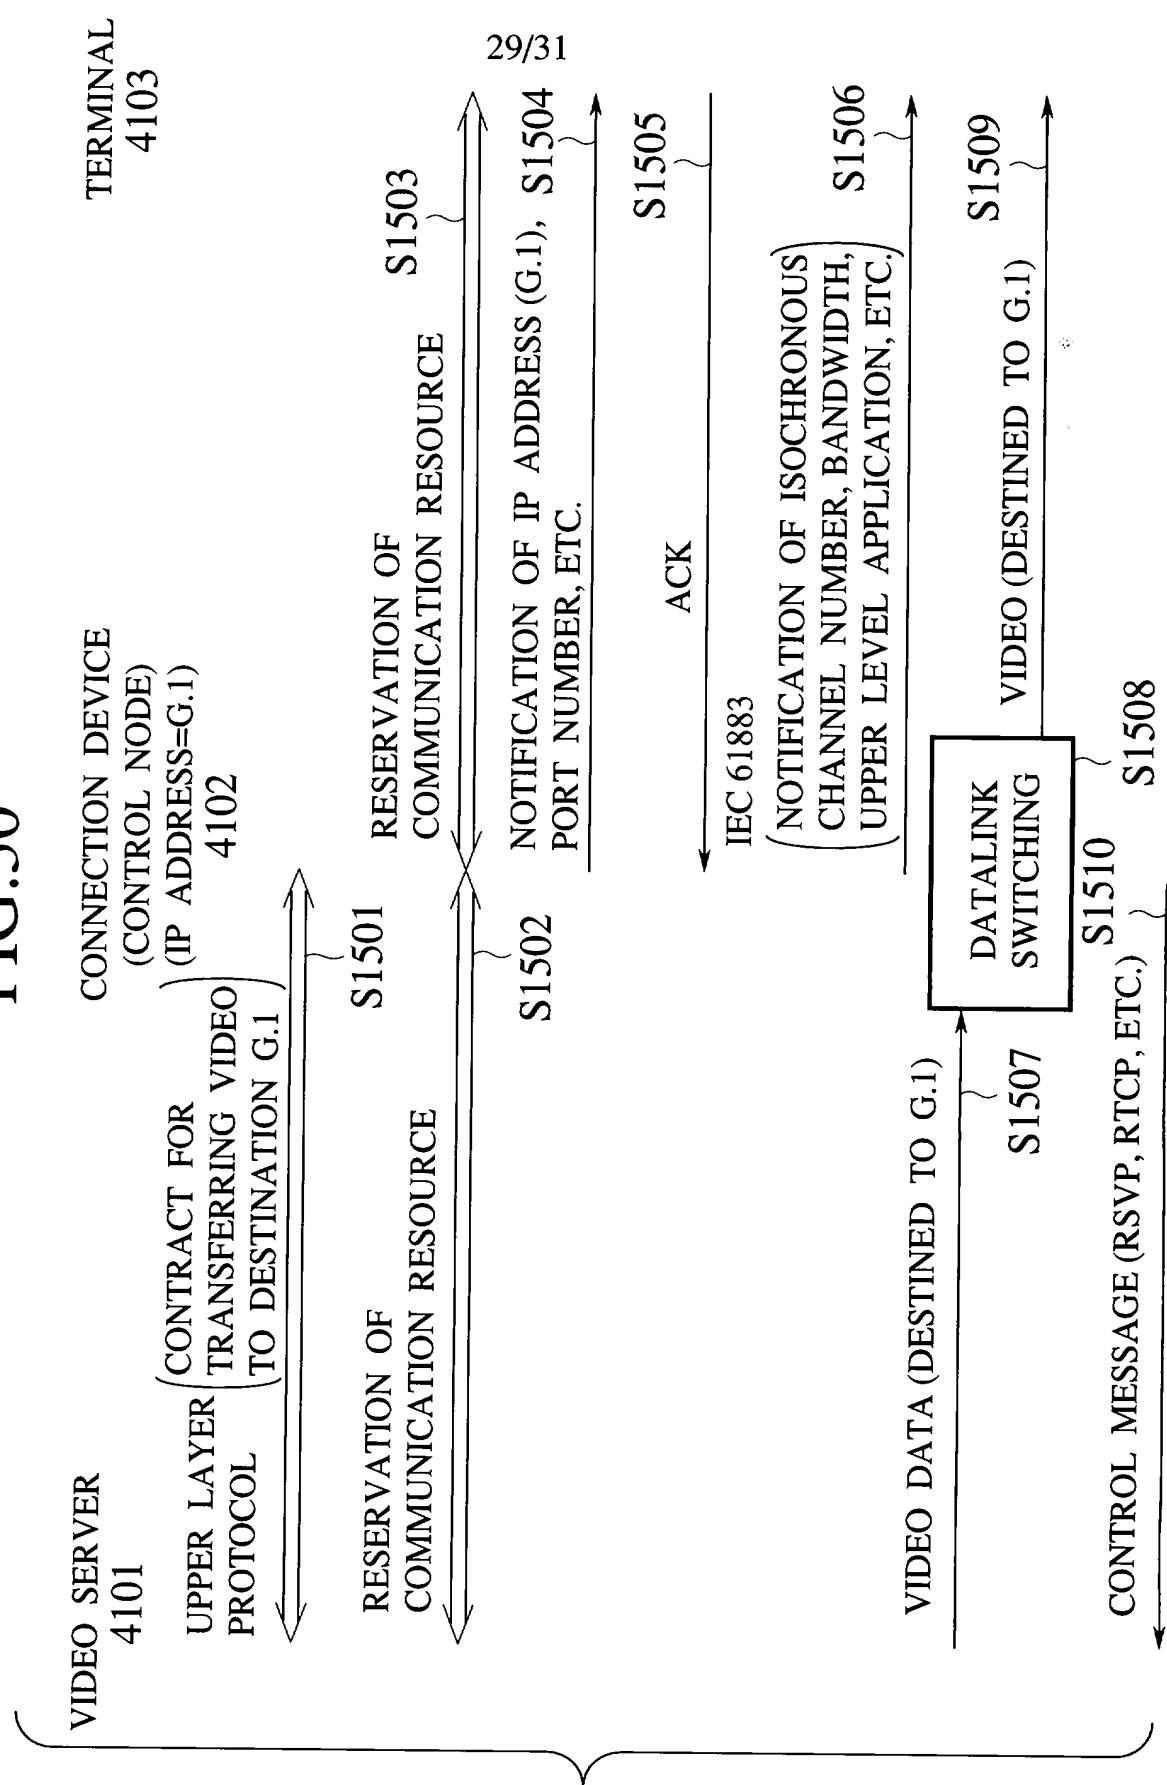 FIG.30
29/31
VIDEO SERVER
4101
CONNECTION DEVICE
(CONTROL NODE)
(IP ADDRESS=G.1)
4102
TERMINAL
4103
UPPER LAYER
PROTOCOL
(CONTRACT FOR
TRANSFERRING VIDEO
TO DESTINATION G.1)
S1501
RESERVATION OF
COMMUNICATION RESOURCE
S1502
RESERVATION OF
COMMUNICATION RESOURCE
S1503
NOTIFICATION OF IP ADDRESS (G.1),
PORT NUMBER, ETC.
S1504
ACK
S1505
IEC 61883
(NOTIFICATION OF ISOCHRONOUS
CHANNEL NUMBER, BANDWIDTH,
UPPER LEVEL APPLICATION, ETC.)
S1506
VIDEO DATA (DESTINED TO G.1)
S1507
DATALINK
SWITCHING
S1508
VIDEO (DESTINED TO G.1)
S1509
CONTROL MESSAGE (RSVP, RTCP, ETC.)
S1510